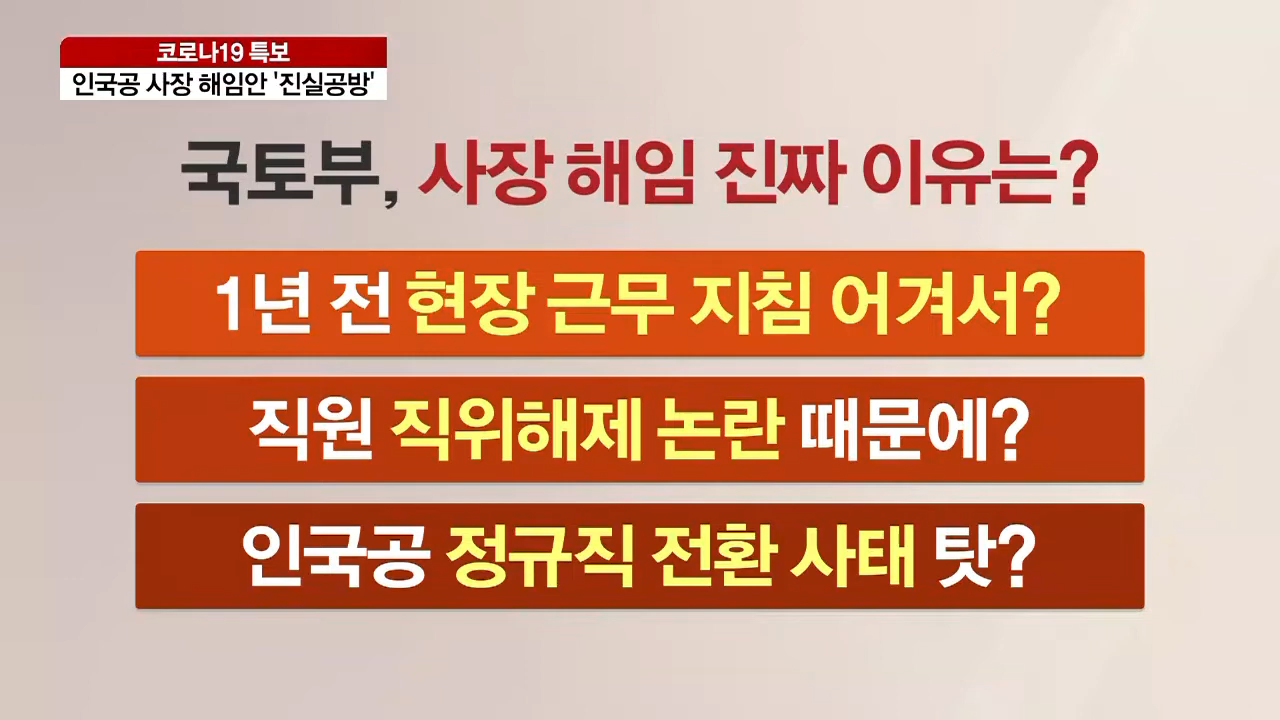 코로나19 특보
인국공 사장 해임안 '진실공방'
국토부, 사장 해임 진짜 이유는?
1년 전 현장 근무 지침 어겨서?
직원 직위해제 논란 때문에?
인국공 정규직 전환 사태 탓?